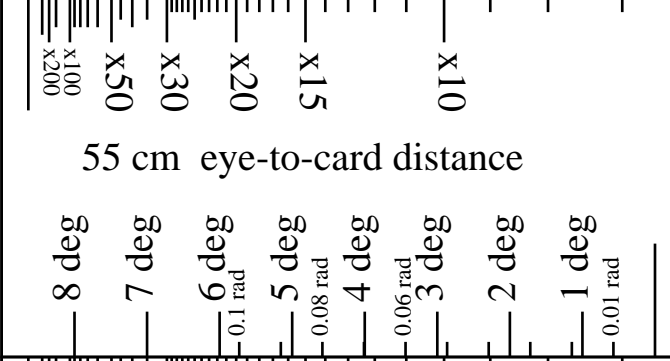 x200 x100 x50 x30 x20 x15 x10
55 cm eye-to-card distance
8 deg 7 deg 6 deg 0.1 rad 5 deg 0.08 rad 4 deg 0.06 rad 3 deg 2 deg 1 deg 0.01 rad